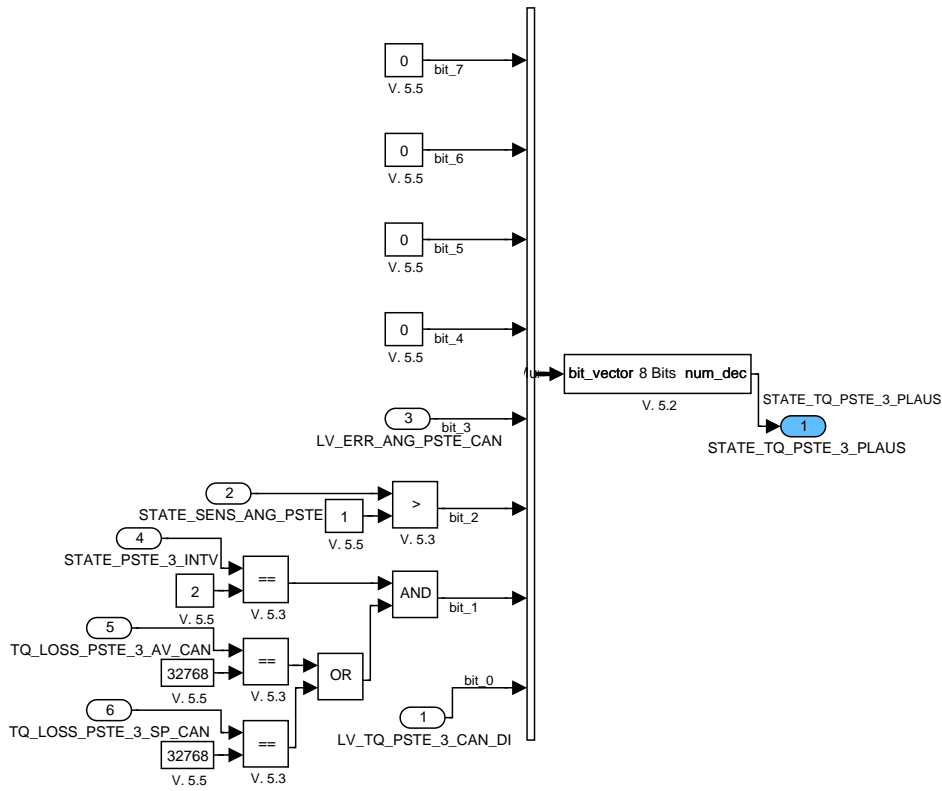 0
bit_7
V. 5.5
0
bit_6
V. 5.5
0
bit_5
V. 5.5
0
bit_4
V. 5.5
bit_vector 8 Bits num_dec
V. 5.2
STATE_TQ_PSTE_3_PLAUS
1
STATE_TQ_PSTE_3_PLAUS
3
bit_3
LV_ERR_ANG_PSTE_CAN
2
STATE_SENS_ANG_PSTE
1
V. 5.5
>
V. 5.3
bit_2
4
STATE_PSTE_3_INTV
2
V. 5.5
==
V. 5.3
AND
bit_1
5
TQ_LOSS_PSTE_3_AV_CAN
32768
V. 5.5
==
V. 5.3
OR
6
TQ_LOSS_PSTE_3_SP_CAN
32768
V. 5.5
==
V. 5.3
bit_0
1
LV_TQ_PSTE_3_CAN_DI